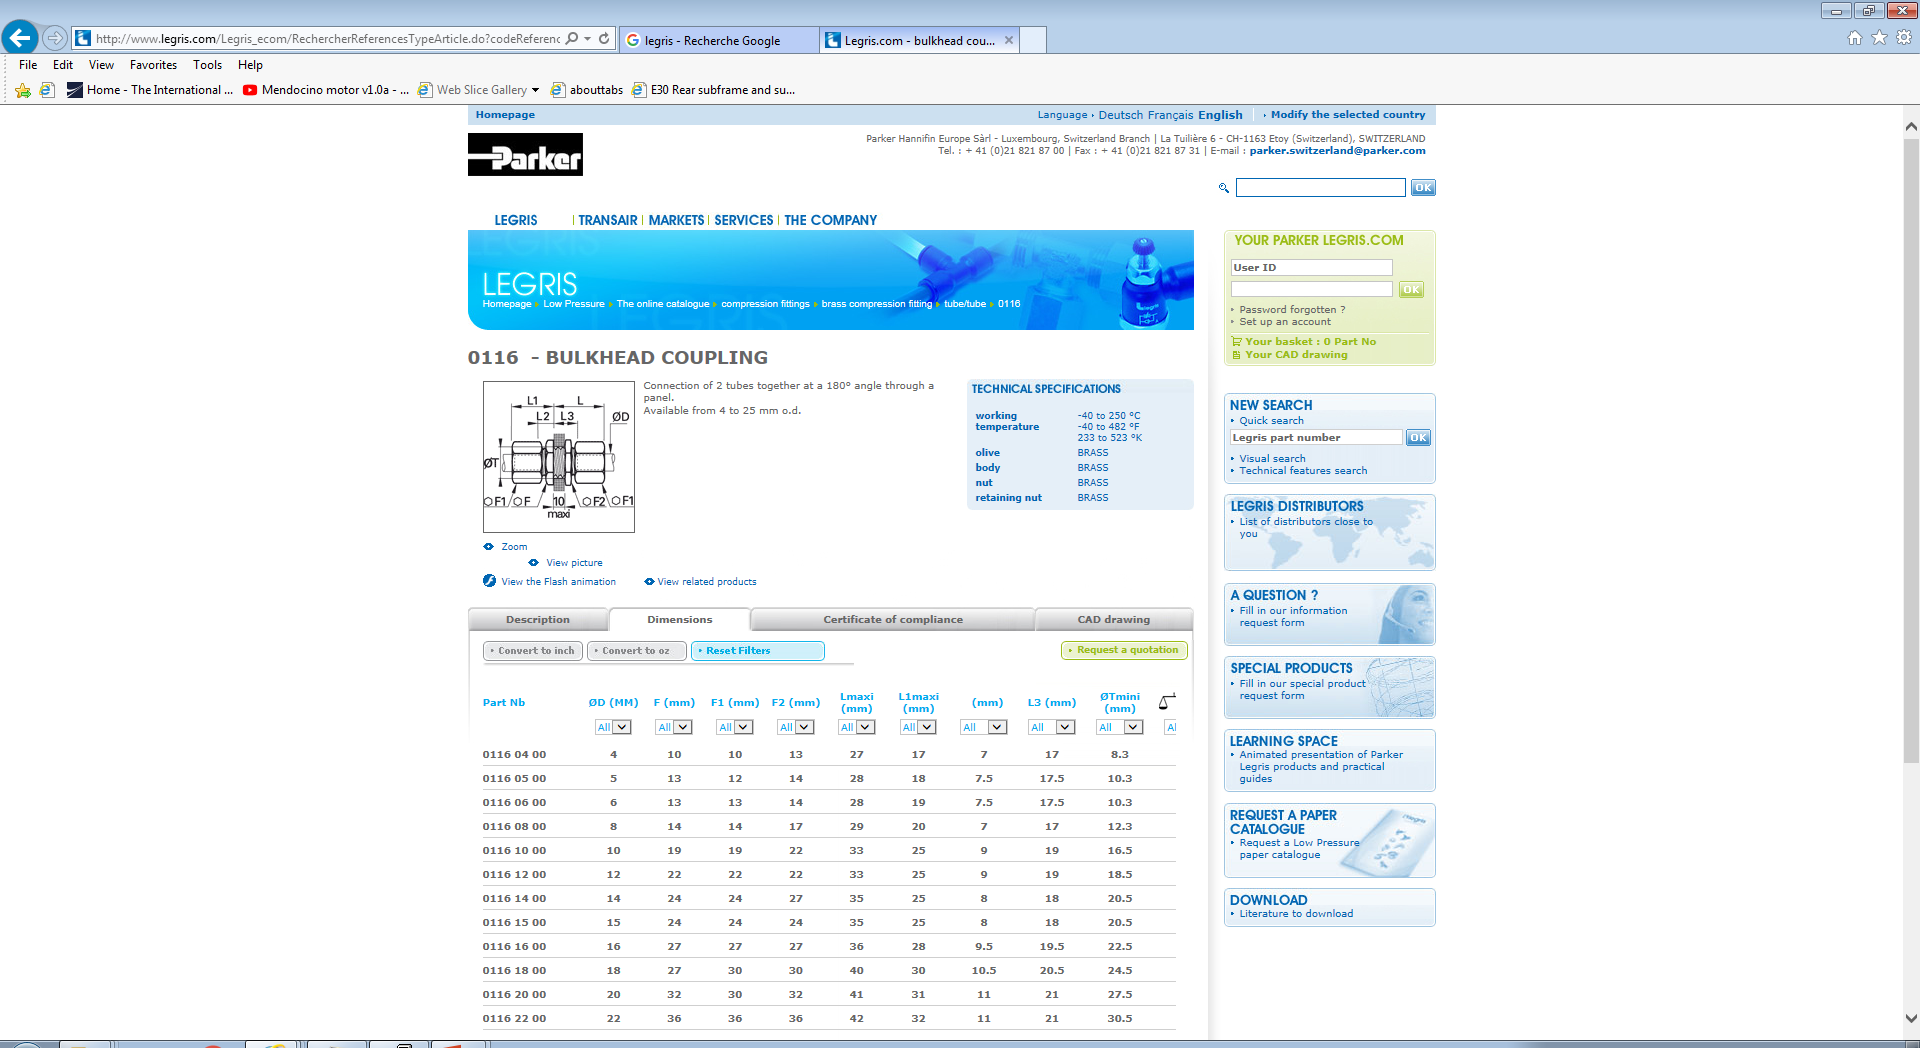 http://www.legris.com/Legris_ecom/RechercherReferencesTypeArticle.do?codeReferenc
legris - Recherche Google
Legris.com - bulkhead cou...
File Edit View Favorites Tools Help
Home - The International ...
Mendocino motor v1.0a - ...
Web Slice Gallery
abouttabs
E30 Rear subframe and su...
Homepage
Language Deutsch Français English
Modify the selected country
Parker
Parker Hannifin Europe Sàrl - Luxembourg, Switzerland Branch | La Tuilière 6 - CH-1163 Etoy (Switzerland), SWITZERLAND
Tel. : + 41 (0)21 821 87 00 | Fax : + 41 (0)21 821 87 31 | E-mail : parker.switzerland@parker.com
OK
LEGRIS | TRANSAIR | MARKETS | SERVICES | THE COMPANY
LEGRIS
Homepage Low Pressure The online catalogue compression fittings brass compression fitting tube/tube 0116
0116 - BULKHEAD COUPLING
L1 L
L2 L3 ØD
ØT
F1 F 10 F2 F1
maxi
Connection of 2 tubes together at a 180° angle through a
panel.
Available from 4 to 25 mm o.d.
TECHNICAL SPECIFICATIONS
working temperature
-40 to 250 °C
-40 to 482 °F
233 to 523 °K
olive BRASS
body BRASS
nut BRASS
retaining nut BRASS
Zoom
View picture
View the Flash animation
View related products
Description
Dimensions
Certificate of compliance
CAD drawing
Convert to inch
Convert to oz
Reset Filters
Request a quotation
Part Nb ØD (MM) F (mm) F1 (mm) F2 (mm) Lmaxi (mm) L1maxi (mm) (mm) L3 (mm) ØTmini (mm)
All All All All All All All All All Al
0116 04 00 4 10 10 13 27 17 7 17 8.3
0116 05 00 5 13 12 14 28 18 7.5 17.5 10.3
0116 06 00 6 13 13 14 28 19 7.5 17.5 10.3
0116 08 00 8 14 14 17 29 20 7 17 12.3
0116 10 00 10 19 19 22 33 25 9 19 16.5
0116 12 00 12 22 22 22 33 25 9 19 18.5
0116 14 00 14 24 24 27 35 25 8 18 20.5
0116 15 00 15 24 24 24 35 25 8 18 20.5
0116 16 00 16 27 27 27 36 28 9.5 19.5 22.5
0116 18 00 18 27 30 30 40 30 10.5 20.5 24.5
0116 20 00 20 32 30 32 41 31 11 21 27.5
0116 22 00 22 36 36 36 42 32 11 21 30.5
YOUR PARKER LEGRIS.COM
User ID
OK
Password forgotten ?
Set up an account
Your basket : 0 Part No
Your CAD drawing
NEW SEARCH
Quick search
Legris part number
OK
Visual search
Technical features search
LEGRIS DISTRIBUTORS
List of distributors close to
you
A QUESTION ?
Fill in our information
request form
SPECIAL PRODUCTS
Fill in our special product
request form
LEARNING SPACE
Animated presentation of Parker
Legris products and practical
guides
REQUEST A PAPER
CATALOGUE
Request a Low Pressure
paper catalogue
DOWNLOAD
Literature to download